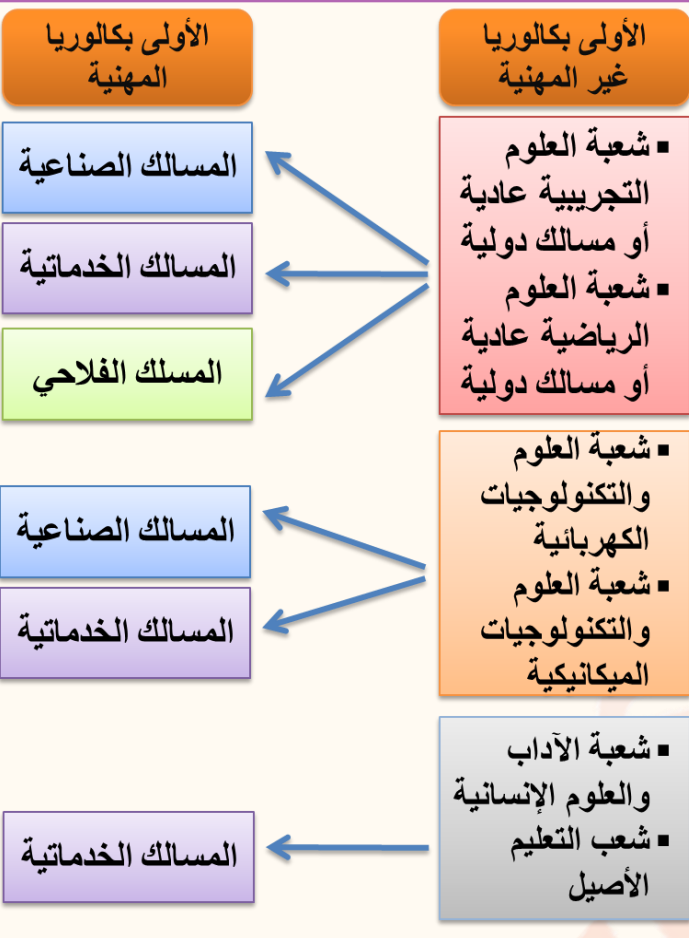 الأولى بكالوريا
غير المهنية
الأولى بكالوريا
المهنية
▪ شعبة العلوم
التجريبية عادية
أو مسالك دولية
▪ شعبة العلوم
الرياضية عادية
أو مسالك دولية
المسالك الصناعية
المسالك الخدماتية
المسلك الفلاحي
▪ شعبة العلوم
والتكنولوجيات
الكهربائية
▪ شعبة العلوم
والتكنولوجيات
الميكانيكية
المسالك الصناعية
المسالك الخدماتية
▪ شعبة الآداب
والعلوم الإنسانية
▪ شعب التعليم
الأصيل
المسالك الخدماتية